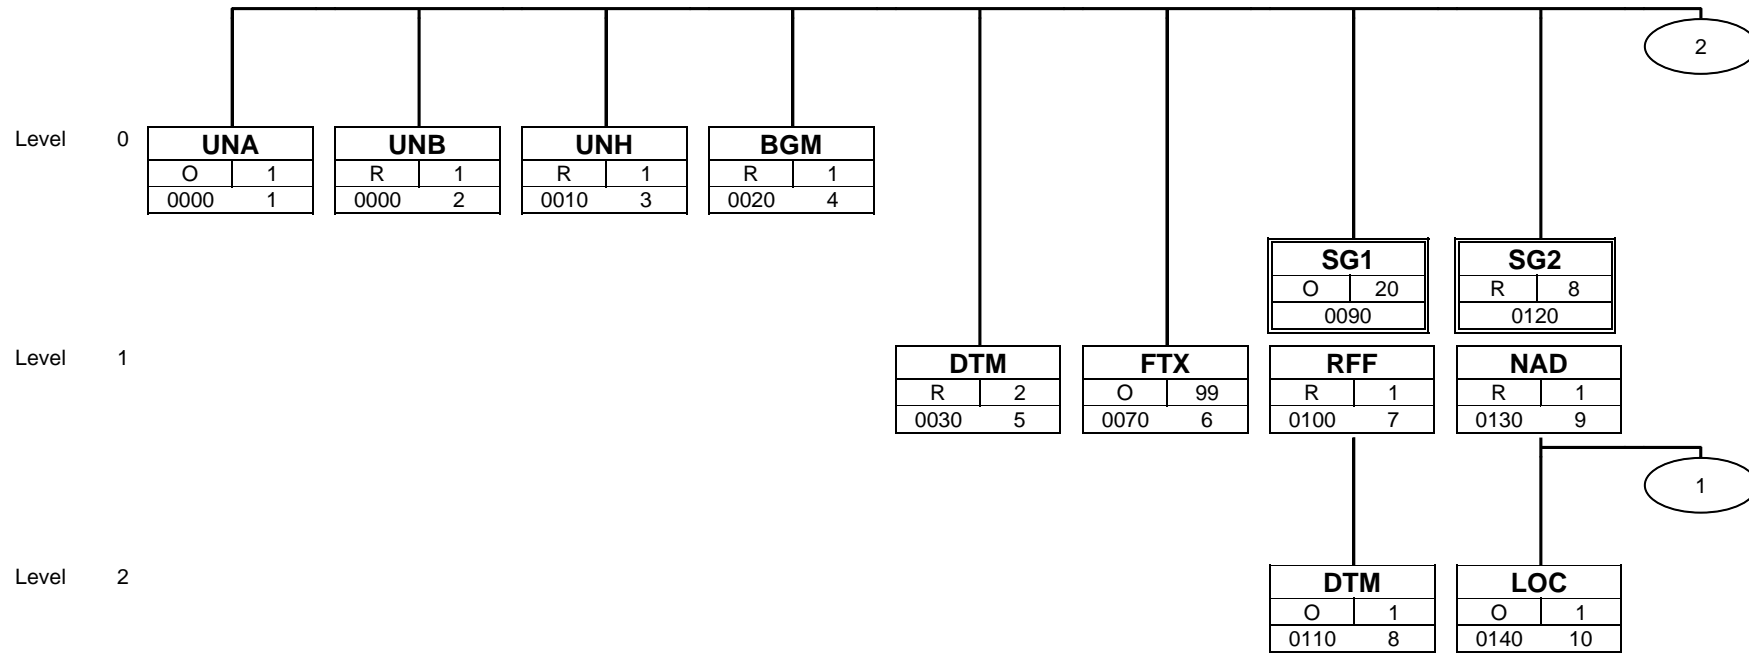 2
Level 0
UNA UNB UNH BGM
O 1 R 1 R 1 R 1
0000 1 0000 2 0010 3 0020 4
SG1 SG2
O 20 R 8
0090 0120
Level 1
DTM FTX RFF NAD
R 2 O 99 R 1 R 1
0030 5 0070 6 0100 7 0130 9
1
Level 2
DTM LOC
O 1 O 1
0110 8 0140 10